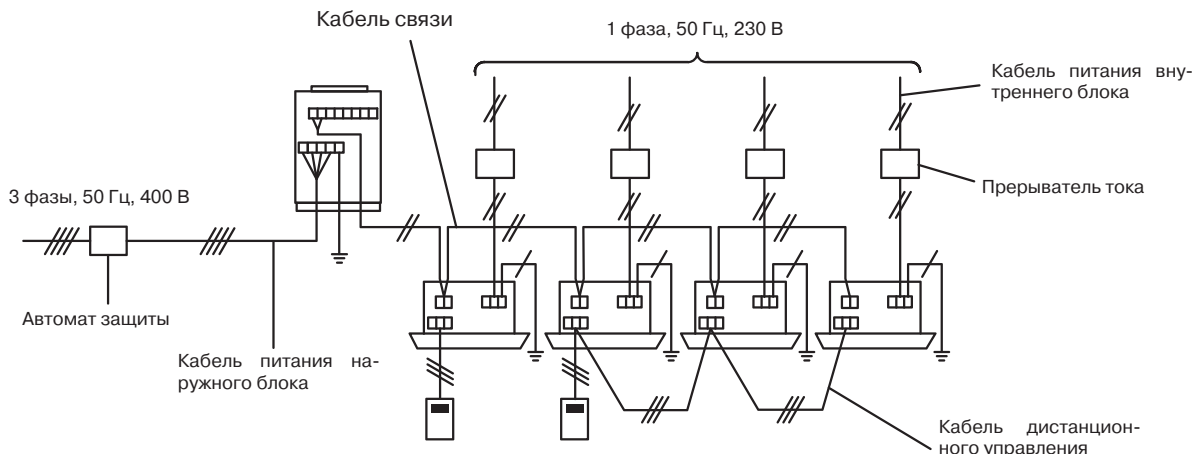 Кабель связи
1 фаза, 50 Гц, 230 В
Кабель питания вну-
треннего блока
Прерыватель тока
3 фазы, 50 Гц, 400 В
Автомат защиты
Кабель питания на-
ружного блока
Кабель дистанцион-
ного управления